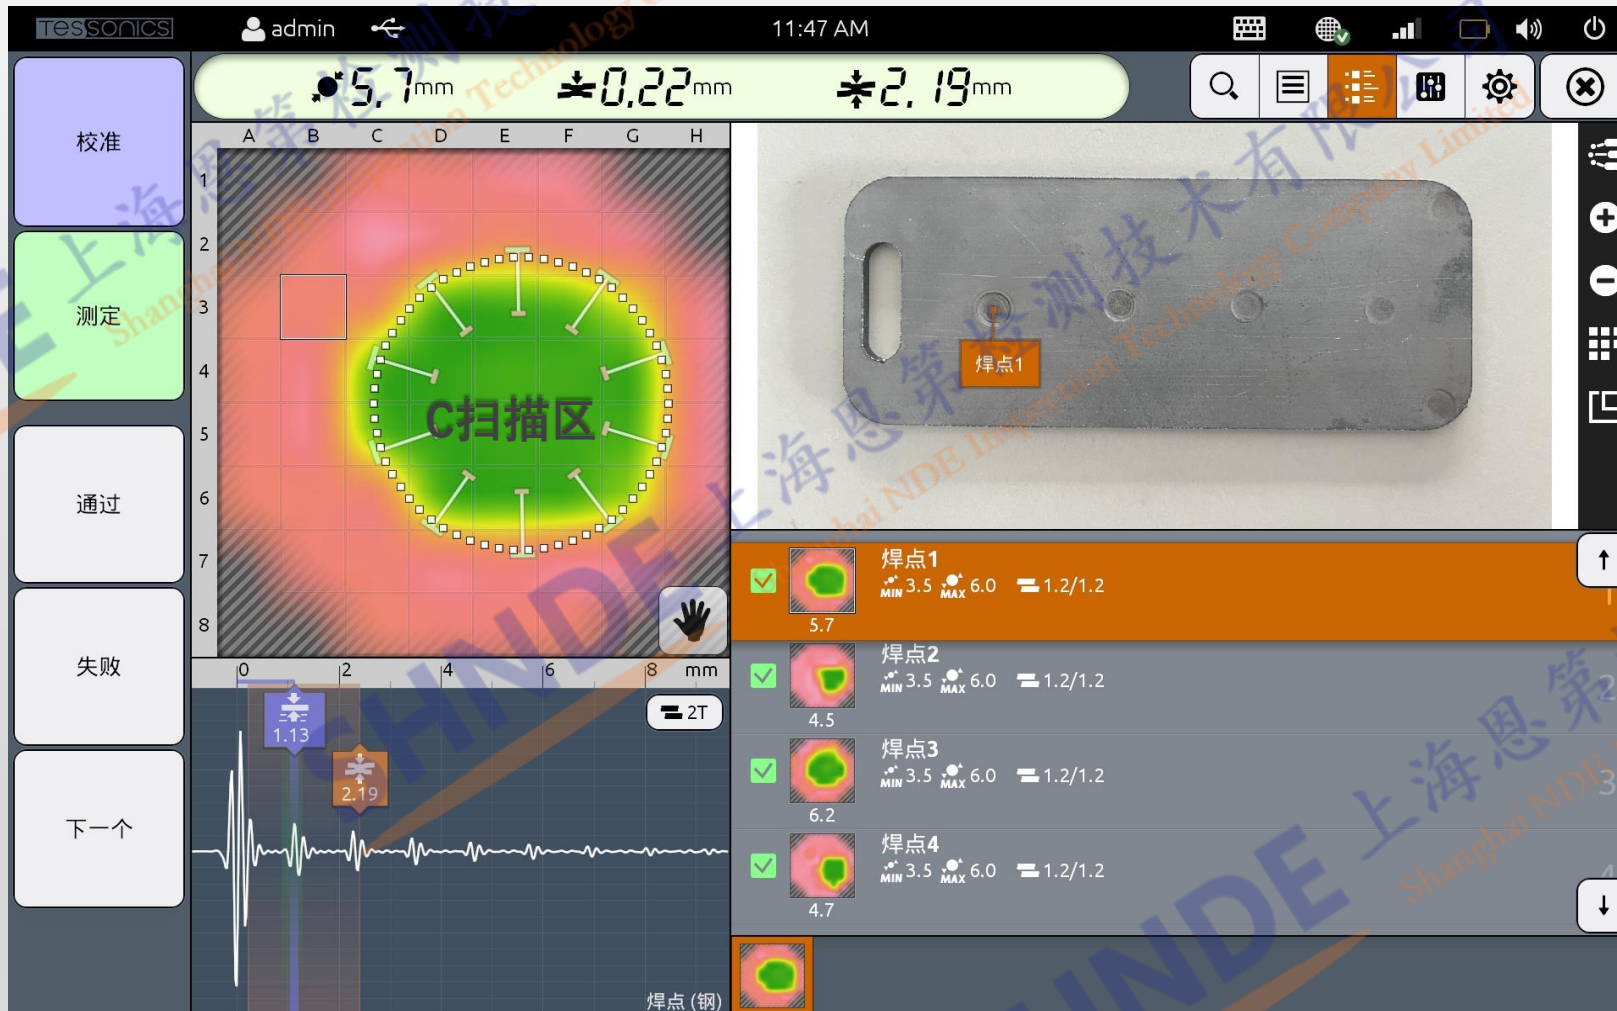 Tessonics
admin
11:47 AM
5.7mm
0.22mm
2.19mm
校准
测定
通过
失败
下一个
A B C D E F G H
1
2
3
4
5
6
7
8
C扫描区
0 2 4 6 8 mm
2T
1.13
2.19
焊点 (钢)
焊点1
焊点1
MIN 3.5 MAX 6.0 1.2/1.2
5.7
1
焊点2
MIN 3.5 MAX 6.0 1.2/1.2
4.5
2
焊点3
MIN 3.5 MAX 6.0 1.2/1.2
6.2
3
焊点4
MIN 3.5 MAX 6.0 1.2/1.2
4.7
4
SHNDE 上海恩第检测技术有限公司
Shanghai NDE Inspection Technology Company Limited